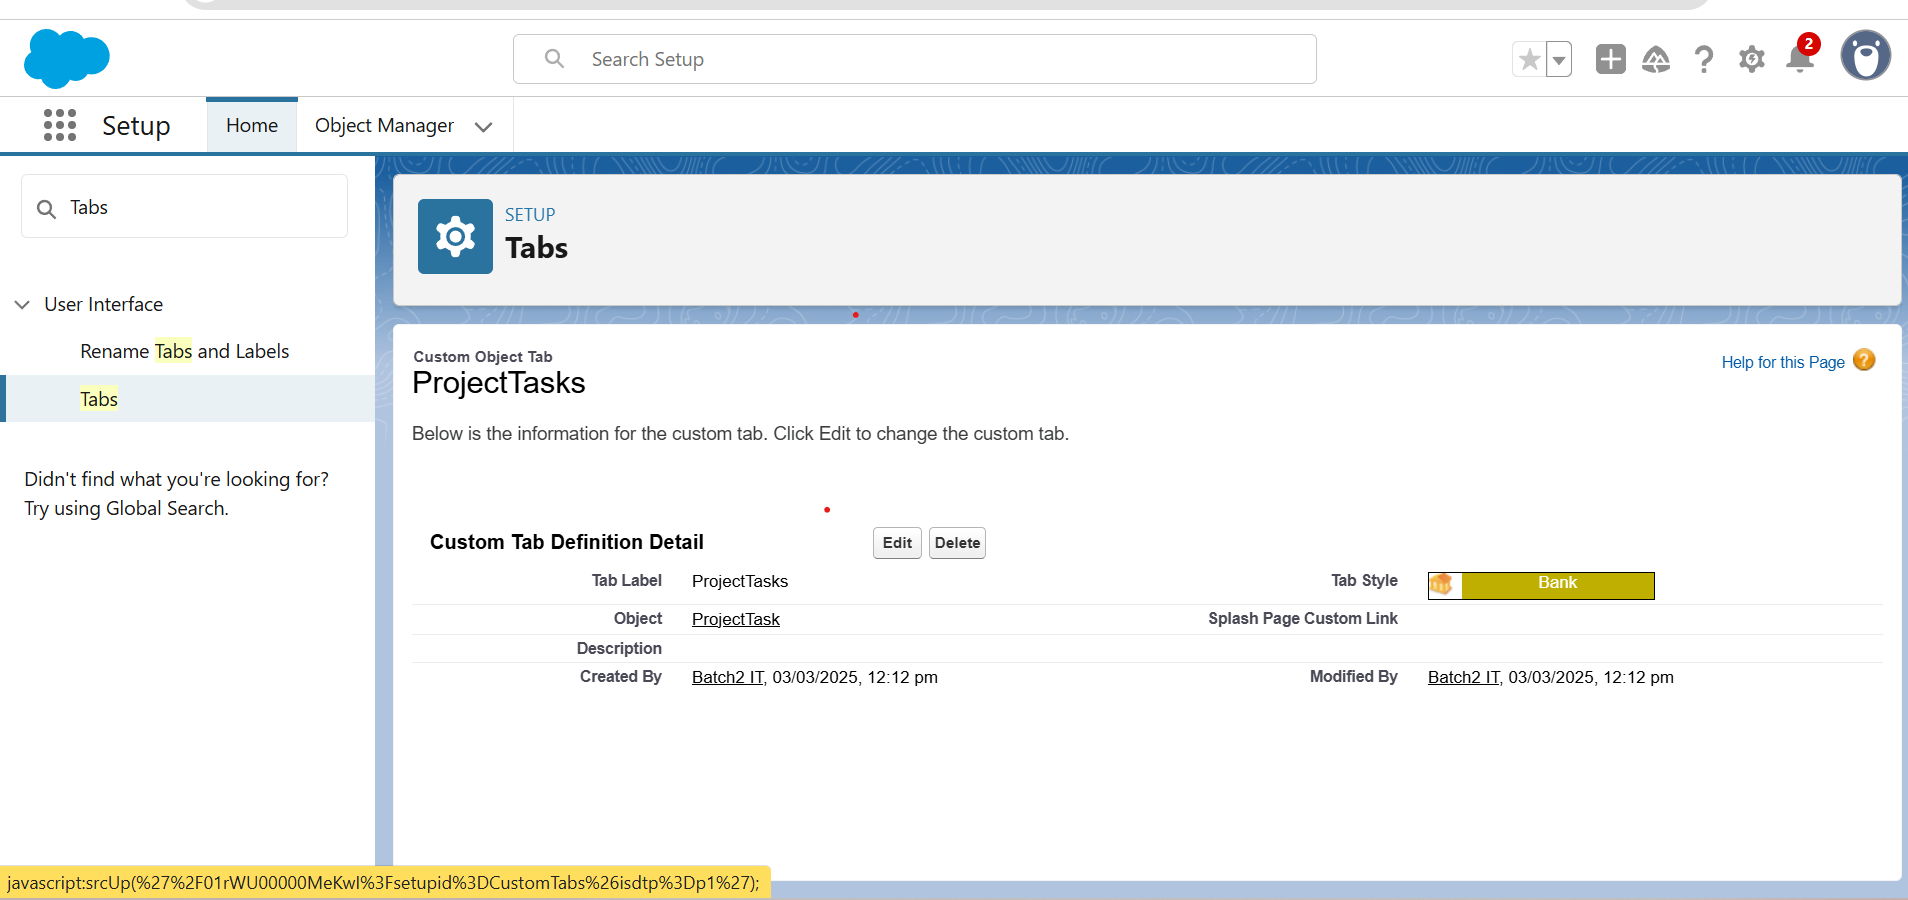 Search Setup
2
Setup
Home
Object Manager
Tabs
User Interface
Rename Tabs and Labels
Tabs
Didn't find what you're looking for?
Try using Global Search.
SETUP
Tabs
Custom Object Tab
ProjectTasks
Help for this Page
Below is the information for the custom tab. Click Edit to change the custom tab.
Custom Tab Definition Detail
Edit
Delete
Tab Label ProjectTasks
Tab Style Bank
Object ProjectTask
Splash Page Custom Link
Description
Created By Batch2 IT, 03/03/2025, 12:12 pm
Modified By Batch2 IT, 03/03/2025, 12:12 pm
javascript:srcUp(%27%2F01rWU00000MeKwI%3Fsetupid%3DCustomTabs%26isdtp%3Dp1%27);